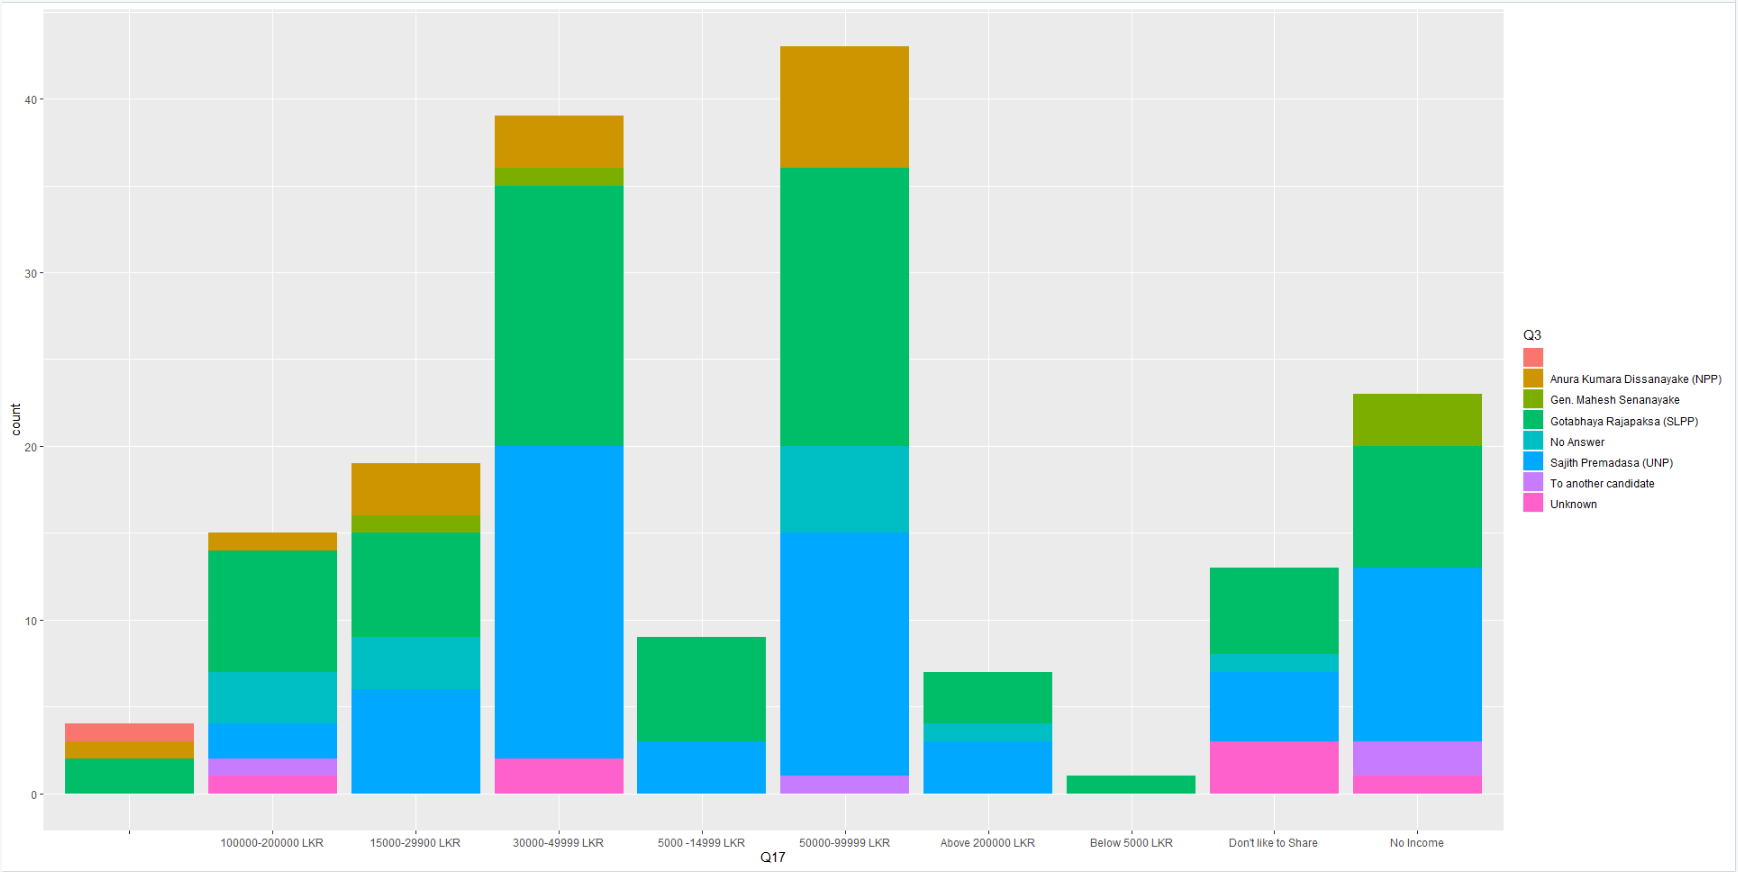 40
30
20
10
0
count
100000-200000 LKR
15000-29900 LKR
30000-49999 LKR
5000 -14999 LKR
50000-99999 LKR
Above 200000 LKR
Below 5000 LKR
Don't like to Share
No Income
Q17
Q3
Anura Kumara Dissanayake (NPP)
Gen. Mahesh Senanayake
Gotabhaya Rajapaksa (SLPP)
No Answer
Sajith Premadasa (UNP)
To another candidate
Unknown